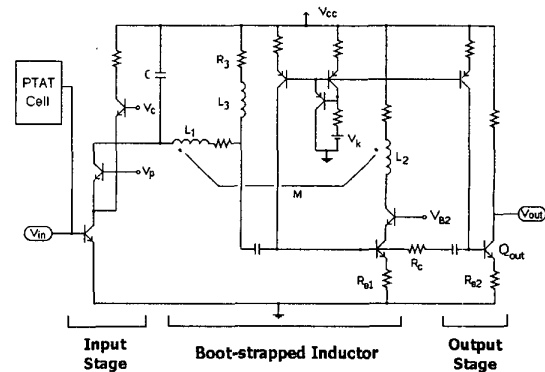 Vcc
PTAT
Cell
C
R3
L3
Vc
L1
Vk
L2
Vp
M
VB2
Vin
Vout
Rc
Qout
Re1
Re2
Input
Stage
Boot-strapped Inductor
Output
Stage